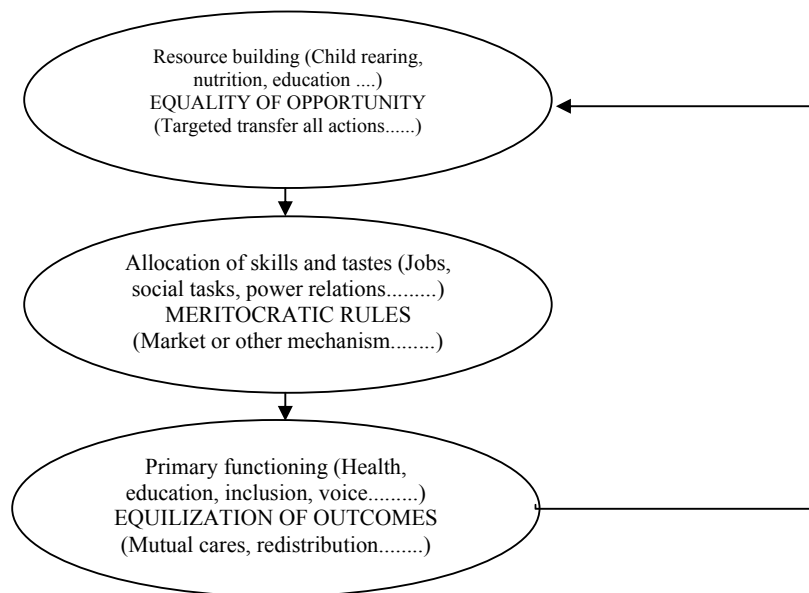 Resource building (Child rearing,
nutrition, education ....)
EQUALITY OF OPPORTUNITY
(Targeted transfer all actions......)
Allocation of skills and tastes (Jobs,
social tasks, power relations.........)
MERITOCRATIC RULES
(Market or other mechanism........)
Primary functioning (Health,
education, inclusion, voice.........)
EQUILIZATION OF OUTCOMES
(Mutual cares, redistribution........)